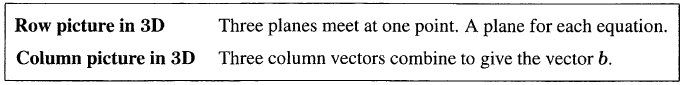 Row picture in 3D Three planes meet at one point. A plane for each equation.
Column picture in 3D Three column vectors combine to give the vector b.